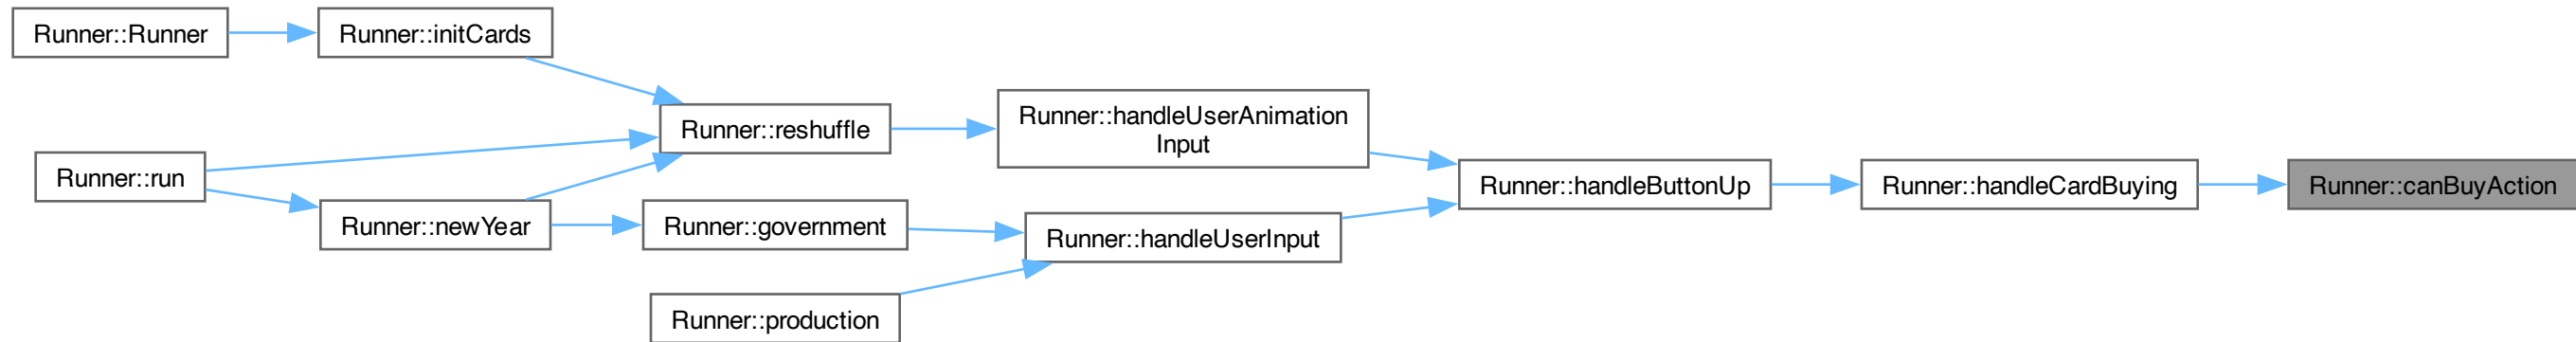 Runner::Runner
Runner::initCards
Runner::reshuffle
Runner::handleUserAnimation
Input
Runner::run
Runner::newYear
Runner::government
Runner::handleUserInput
Runner::production
Runner::handleButtonUp
Runner::handleCardBuying
Runner::canBuyAction